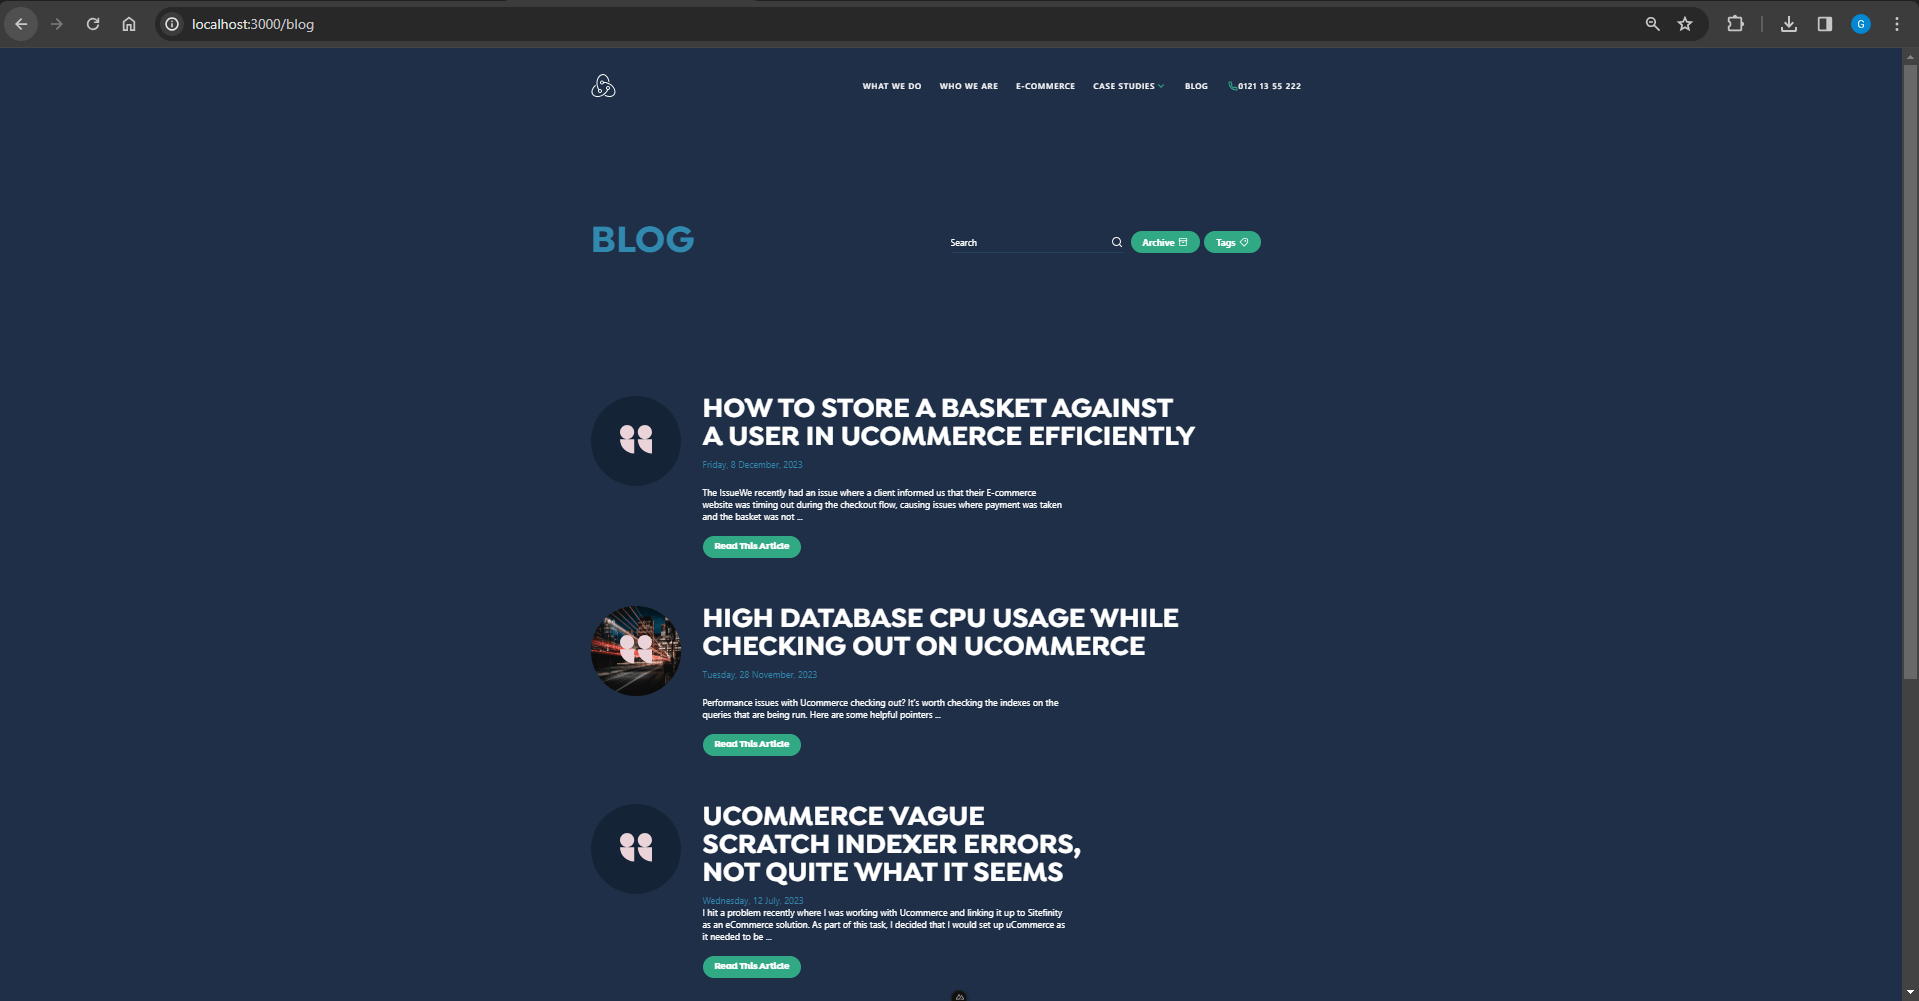 localhost:3000/blog
G
WHAT WE DO WHO WE ARE E-COMMERCE CASE STUDIES BLOG 0121 13 55 222
BLOG
Search Archive Tags
HOW TO STORE A BASKET AGAINST
A USER IN UCOMMERCE EFFICIENTLY
Friday, 8 December, 2023
The IssueWe recently had an issue where a client informed us that their E-commerce
website was timing out during the checkout flow, causing issues where payment was taken
and the basket was not ...
Read This Article
HIGH DATABASE CPU USAGE WHILE
CHECKING OUT ON UCOMMERCE
Tuesday, 28 November, 2023
Performance issues with Ucommerce checking out? It's worth checking the indexes on the
queries that are being run. Here are some helpful pointers ...
Read This Article
UCOMMERCE VAGUE
SCRATCH INDEXER ERRORS,
NOT QUITE WHAT IT SEEMS
Wednesday, 12 July, 2023
I hit a problem recently where I was working with Ucommerce and linking it up to Sitefinity
as an eCommerce solution. As part of this task, I decided that I would set up uCommerce as
it needed to be ...
Read This Article